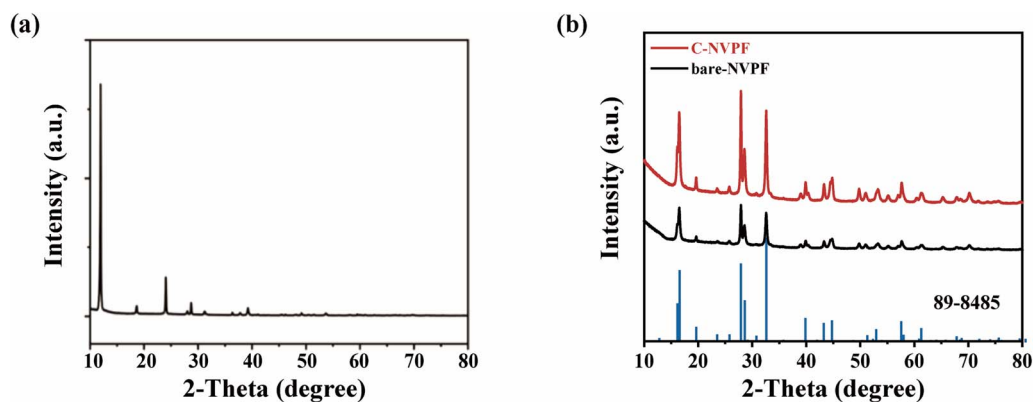 (a)
Intensity (a.u.)
10 20 30 40 50 60 70 80
2-Theta (degree)
(b)
C-NVPF
bare-NVPF
Intensity (a.u.)
89-8485
10 20 30 40 50 60 70 80
2-Theta (degree)